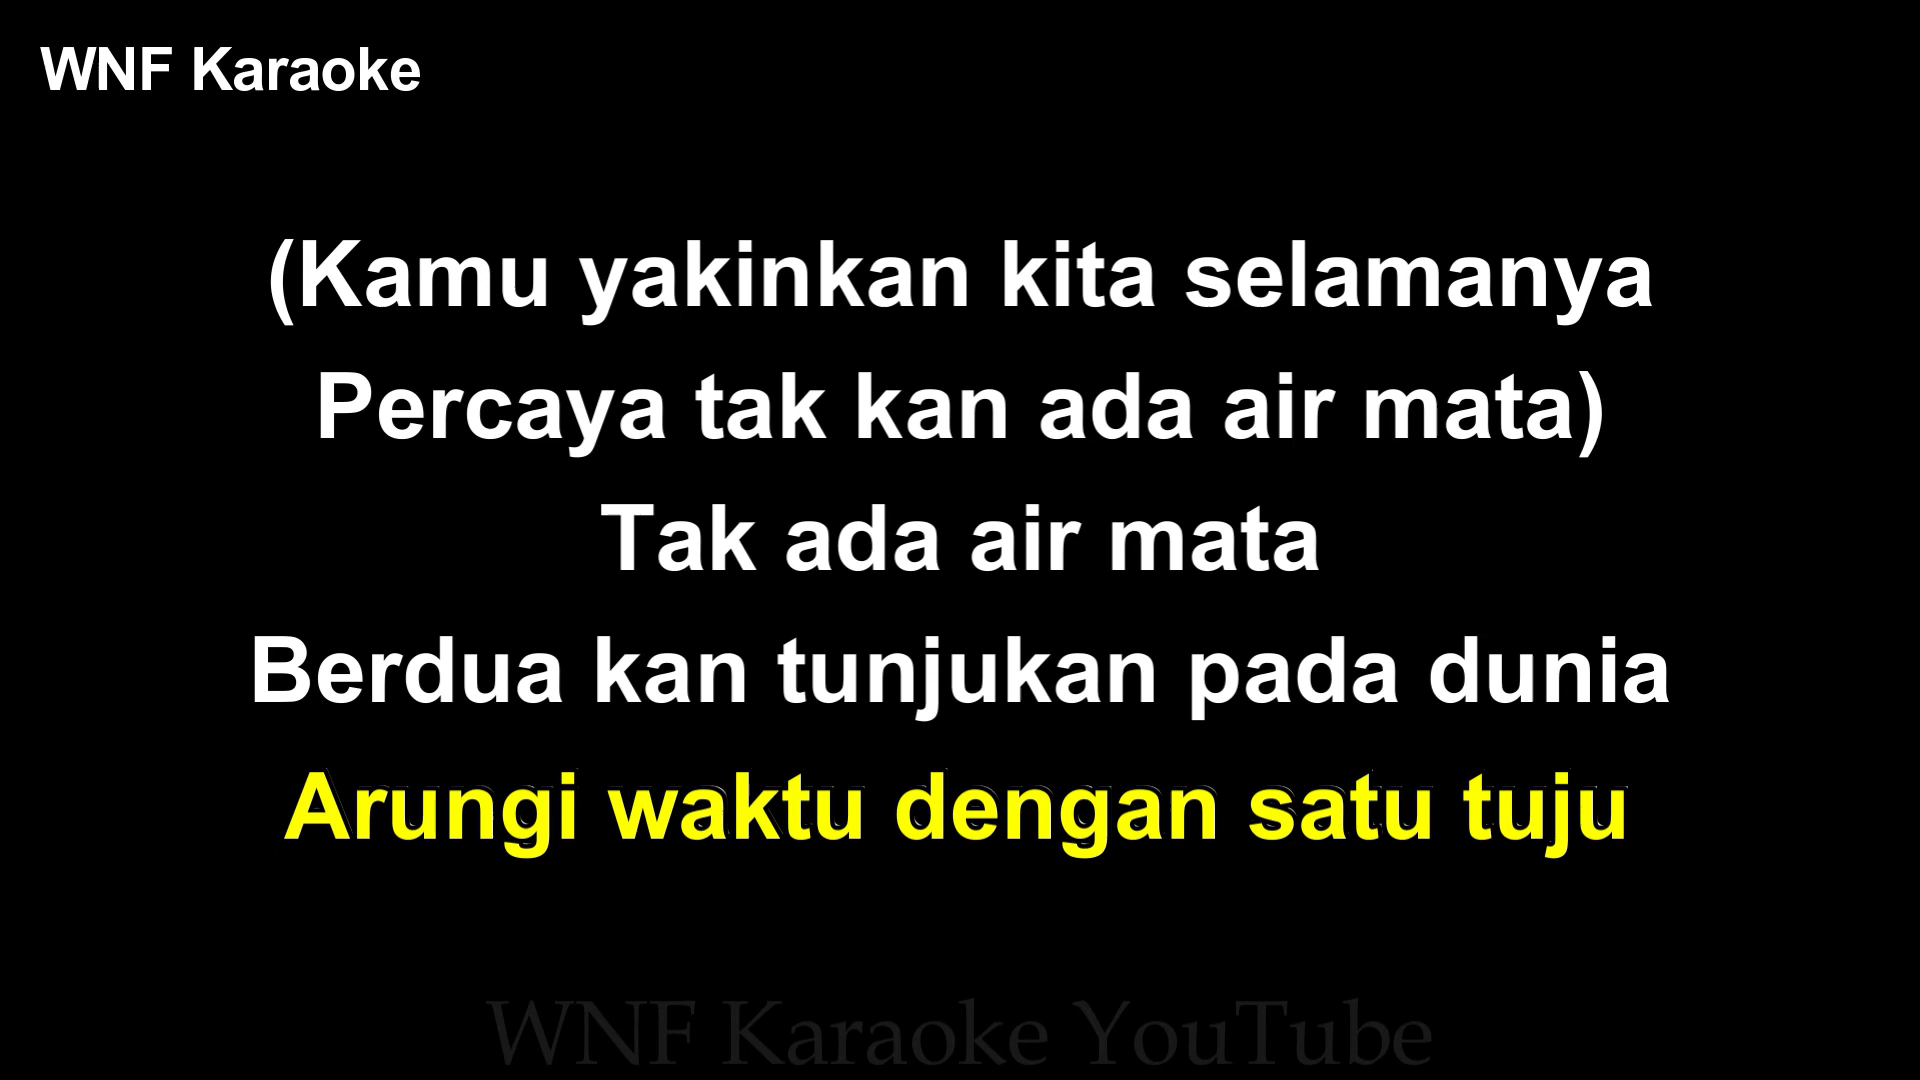 WNF Karaoke
(Kamu yakinkan kita selamanya
Percaya tak kan ada air mata)
Tak ada air mata
Berdua kan tunjukan pada dunia
Arungi waktu dengan satu tuju
WNF Karaoke YouTube